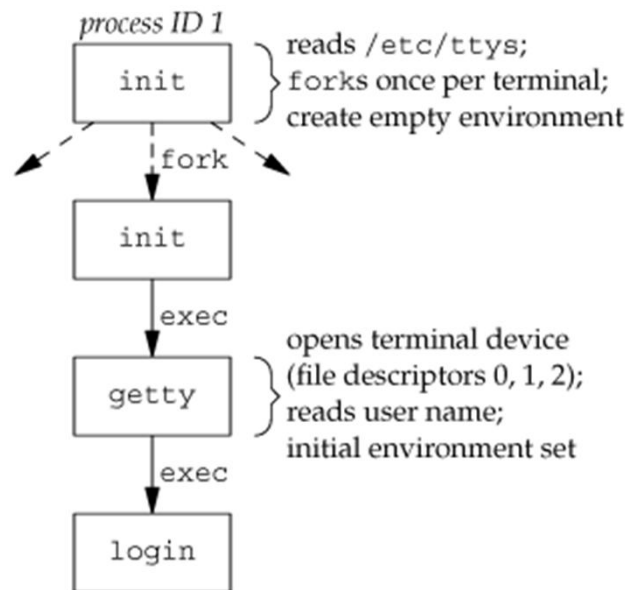 process ID 1
init
reads /etc/ttys;
forks once per terminal;
create empty environment
fork
init
exec
getty
opens terminal device
(file descriptors 0, 1, 2);
reads user name;
initial environment set
exec
login